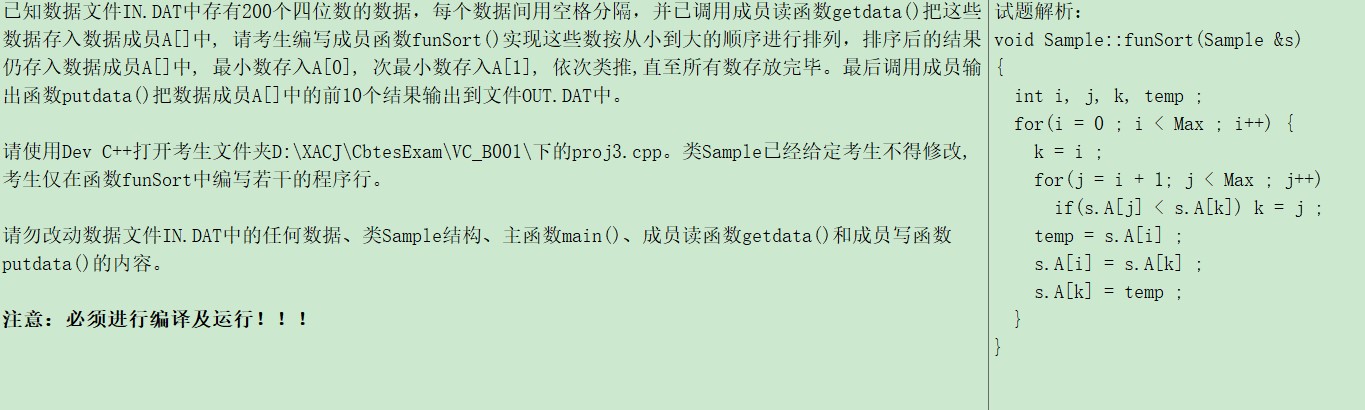 已知数据文件IN.DAT中存有200个四位数的数据，每个数据间用空格分隔，并已调用成员读函数getdata()把这些
数据存入数据成员A[]中, 请考生编写成员函数funSort()实现这些数按从小到大的顺序进行排列，排序后的结果
仍存入数据成员A[]中, 最小数存入A[0], 次最小数存入A[1], 依次类推,直至所有数存放完毕。最后调用成员输
出函数putdata()把数据成员A[]中的前10个结果输出到文件OUT.DAT中。
请使用Dev C++打开考生文件夹D:\XACJ\CbtesExam\VC_B001\下的proj3.cpp。类Sample已经给定考生不得修改,
考生仅在函数funSort中编写若干的程序行。
请勿改动数据文件IN.DAT中的任何数据、类Sample结构、主函数main()、成员读函数getdata()和成员写函数
putdata()的内容。
注意：必须进行编译及运行！！！
试题解析：
void Sample::funSort(Sample &s)
{
int i, j, k, temp ;
for(i = 0 ; i < Max ; i++) {
k = i ;
for(j = i + 1; j < Max ; j++)
if(s.A[j] < s.A[k]) k = j ;
temp = s.A[i] ;
s.A[i] = s.A[k] ;
s.A[k] = temp ;
}
}